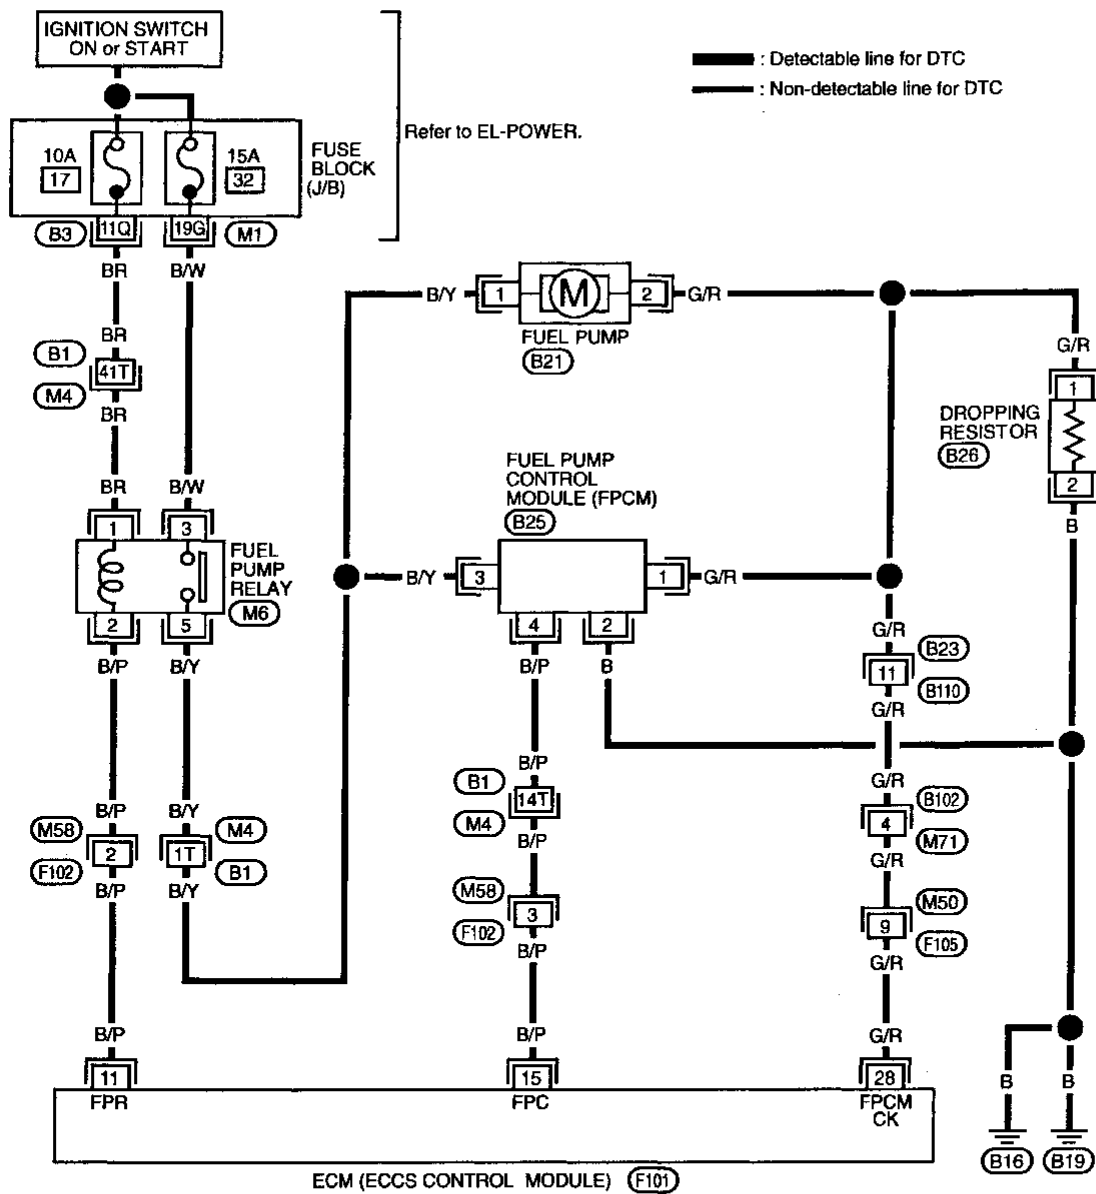 IGNITION SWITCH
ON or START
: Detectable line for DTC
: Non-detectable line for DTC
Refer to EL-POWER.
10A
17
15A
32
FUSE
BLOCK
(J/B)
B3
11Q
19G
M1
BR
B/W
B/Y
1
M
2
G/R
FUEL PUMP
B21
BR
B1
41T
M4
BR
G/R
1
DROPPING
RESISTOR
B26
2
B
BR
B/W
FUEL PUMP
CONTROL
MODULE (FPCM)
B25
1
3
FUEL
PUMP
RELAY
M6
2
5
B/Y
3
1
G/R
4
2
B/P
B/Y
B/P
B
G/R
B23
11
B110
G/R
B/P
B1
14T
M4
B/P
G/R
B102
4
M71
G/R
B/P
B/Y
M58
2
F102
M4
1T
B1
B/P
B/Y
M58
3
F102
B/P
M50
9
F105
G/R
B/P
B/P
G/R
11
15
28
FPR
FPC
FPCM
CK
B
B
B16
B19
ECM (ECCS CONTROL MODULE)
F101